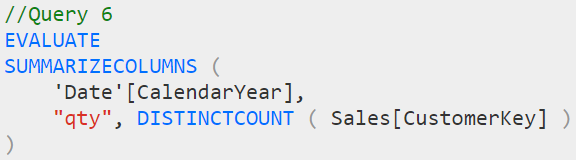 //Query 6
EVALUATE
SUMMARIZECOLUMNS (
    'Date'[CalendarYear],
    "qty", DISTINCTCOUNT ( Sales[CustomerKey] )
)